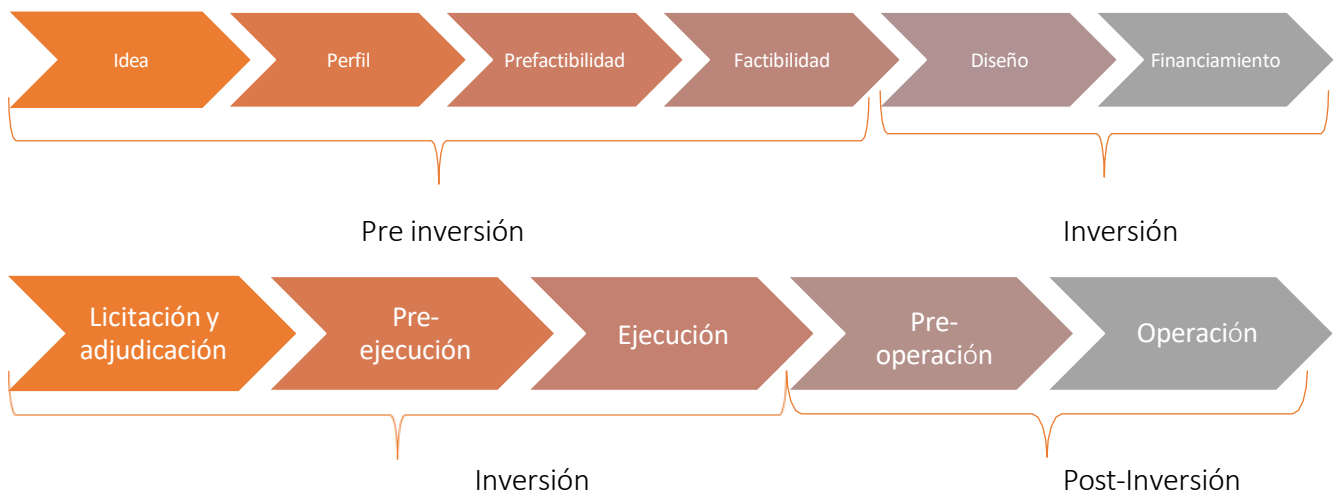 Idea
Perfil
Prefactibilidad
Factibilidad
Diseño
Financiamiento
Pre inversión
Inversión
Licitación y
adjudicación
Pre-
ejecución
Ejecución
Pre-
operación
Operación
Inversión
Post-Inversión